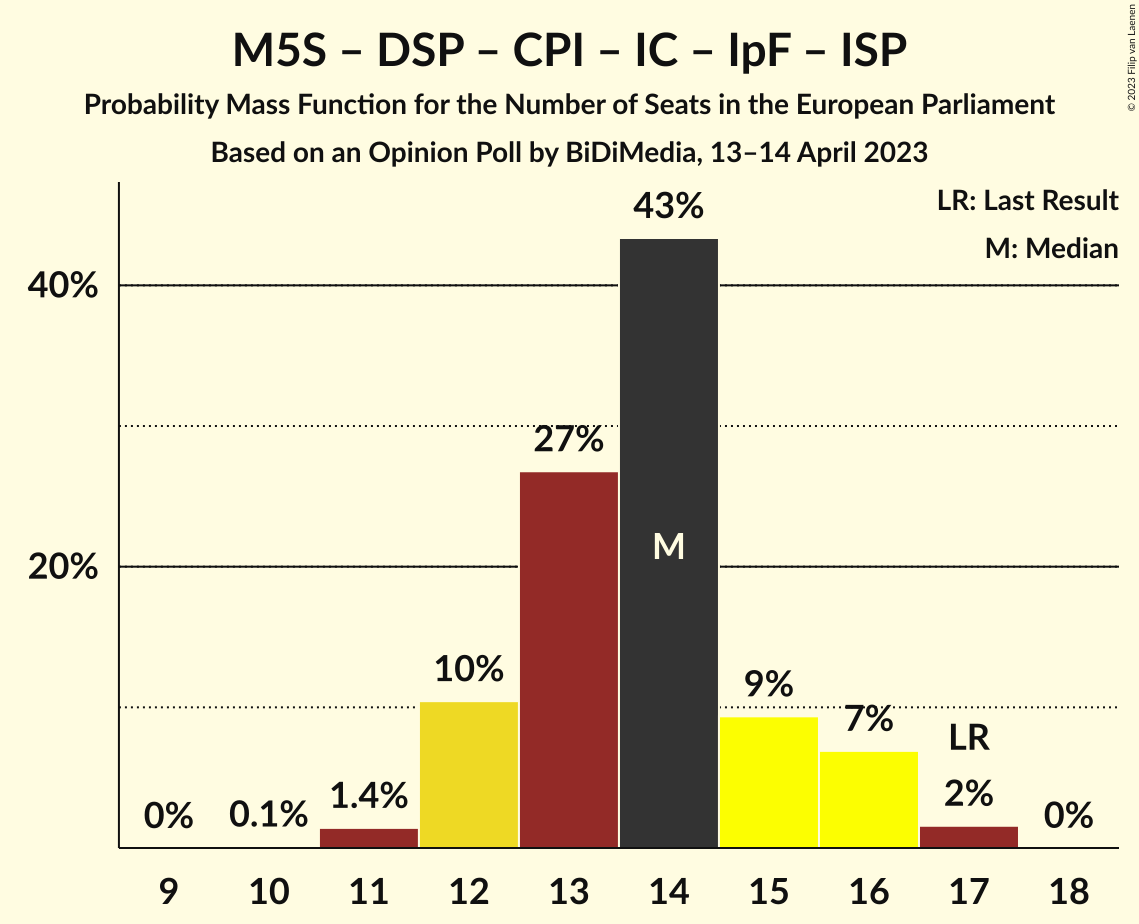 M5S – DSP – CPI – IC – IpF – ISP
Probability Mass Function for the Number of Seats in the European Parliament
Based on an Opinion Poll by BiDiMedia, 13–14 April 2023
© 2023 Filip van Laenen
LR: Last Result
M: Median
43%
40%
27%
M
20%
10%
9%
7%
LR
1.4%
2%
0%
0.1%
0%
9
10
11
12
13
14
15
16
17
18